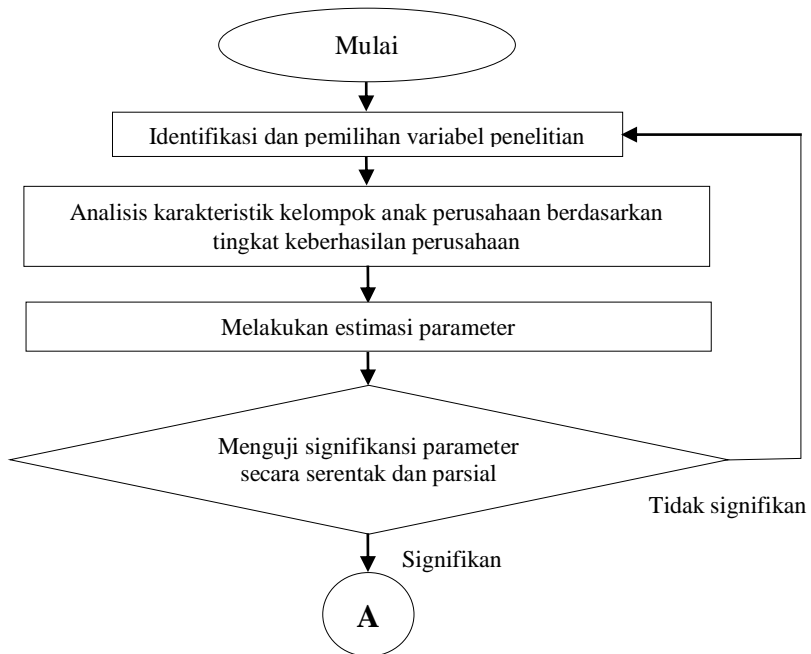 Mulai
Identifikasi dan pemilihan variabel penelitian
Analisis karakteristik kelompok anak perusahaan berdasarkan
tingkat keberhasilan perusahaan
Melakukan estimasi parameter
Menguji signifikansi parameter
secara serentak dan parsial
Tidak signifikan
Signifikan
A